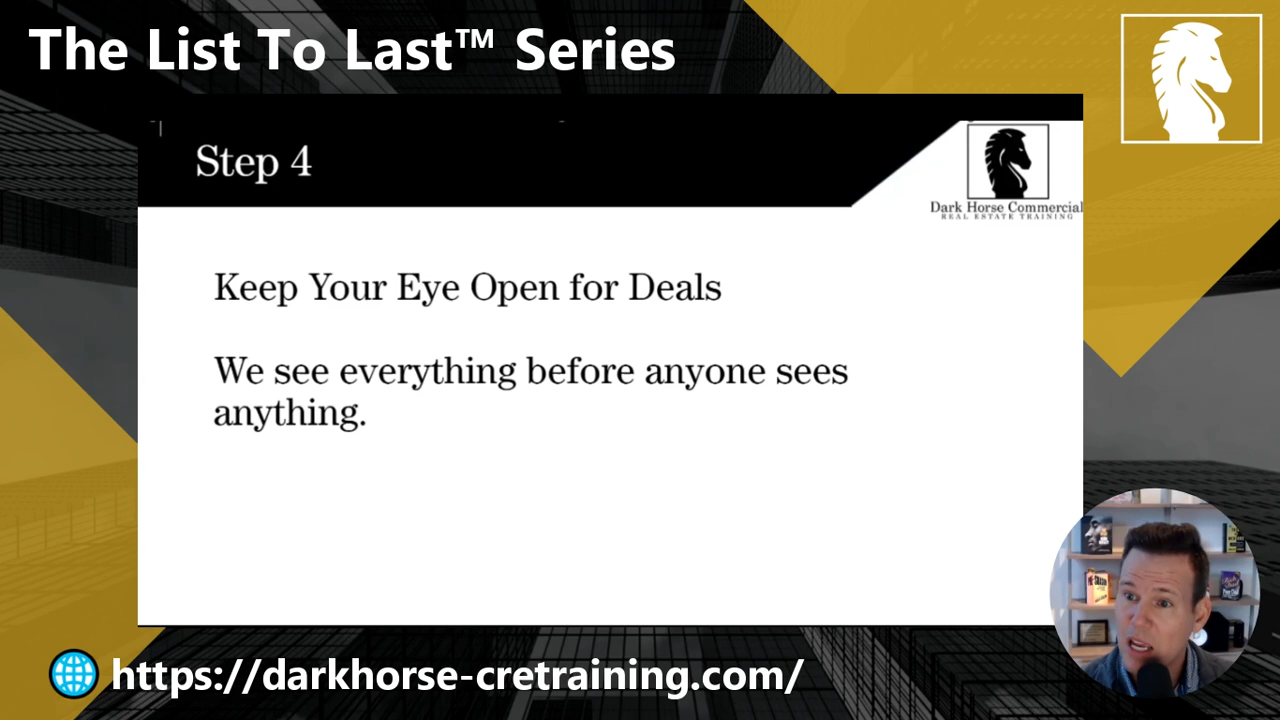 The List To Last™ Series
Step 4
Dark Horse Commercial
REAL ESTATE TRAINING
Keep Your Eye Open for Deals
We see everything before anyone sees
anything.
https://darkhorse-cretraining.com/